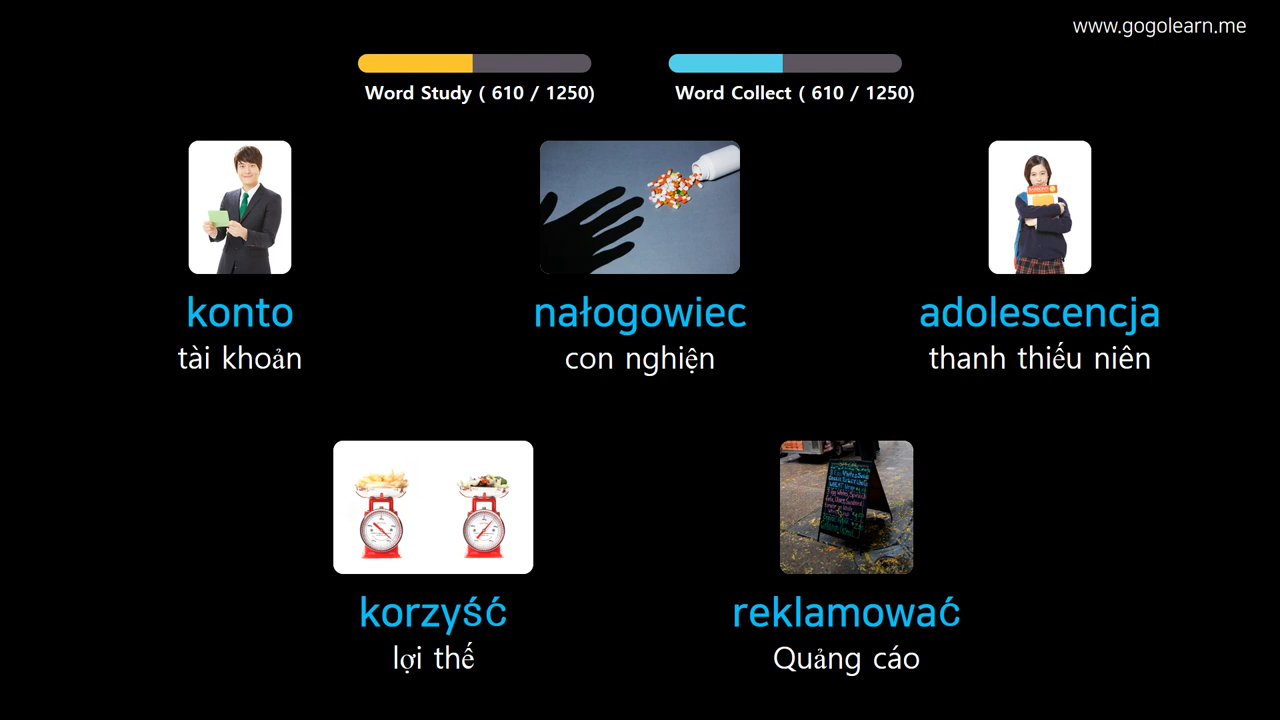 www.gogolearn.me
Word Study ( 610 / 1250)
Word Collect ( 610 / 1250)
konto
tài khoản
nałogowiec
con nghiện
adolescencja
thanh thiếu niên
korzyść
lợi thế
reklamować
Quảng cáo